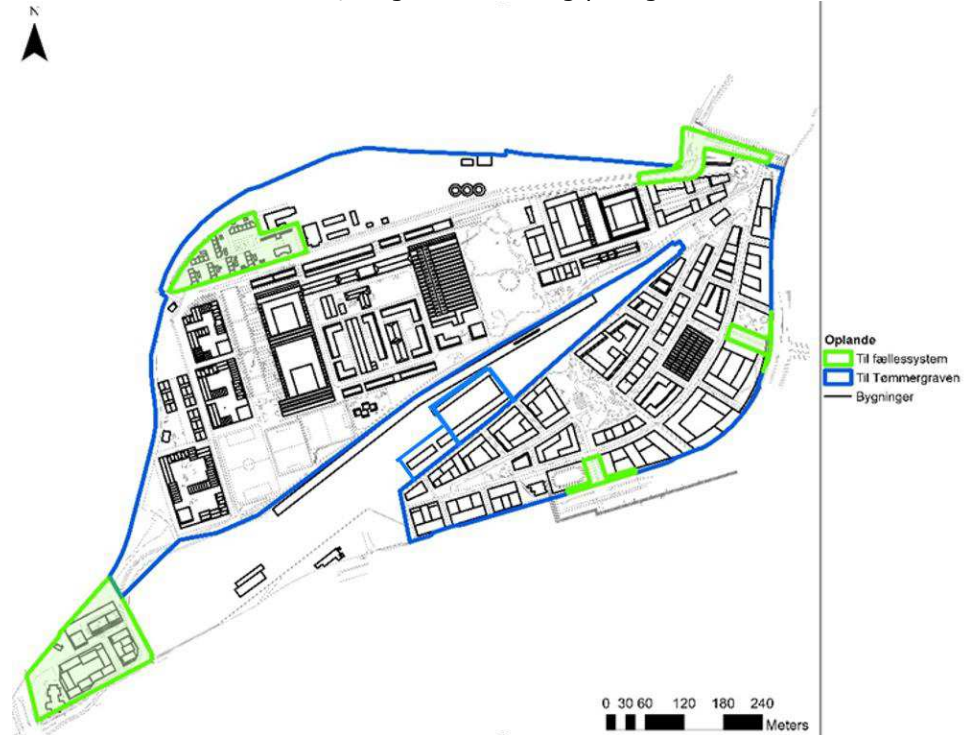 N
Oplande
Til fællessystem
Til Tømmergraven
Bygninger
0 30 60 120 180 240
Meters